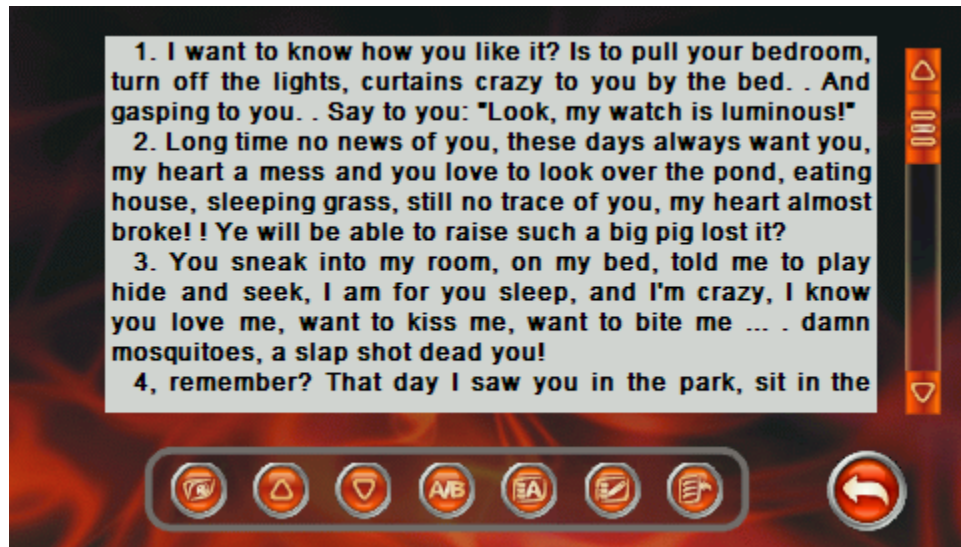 1. I want to know how you like it? Is to pull your bedroom,
turn off the lights, curtains crazy to you by the bed. . And
gasping to you. . Say to you: "Look, my watch is luminous!"
2. Long time no news of you, these days always want you,
my heart a mess and you love to look over the pond, eating
house, sleeping grass, still no trace of you, my heart almost
broke! ! Ye will be able to raise such a big pig lost it?
3. You sneak into my room, on my bed, told me to play
hide and seek, I am for you sleep, and I'm crazy, I know
you love me, want to kiss me, want to bite me ... . damn
mosquitoes, a slap shot dead you!
4, remember? That day I saw you in the park, sit in the
A/B
A